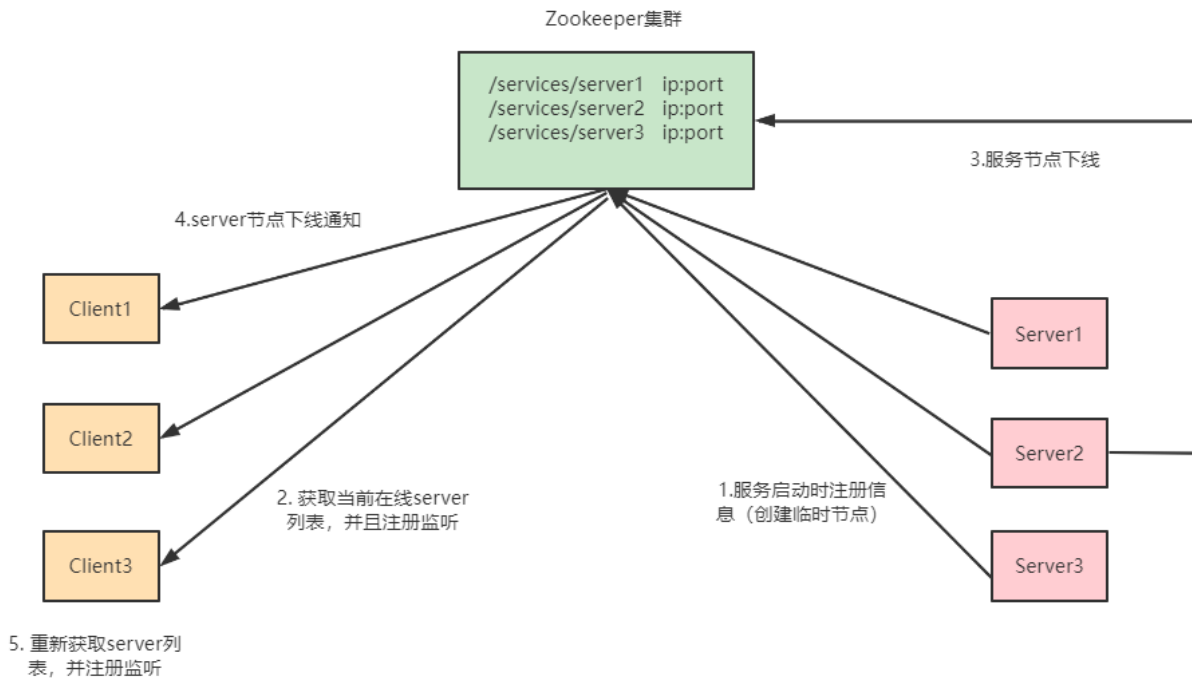 Zookeeper集群
/services/server1 ip:port
/services/server2 ip:port
/services/server3 ip:port
3.服务节点下线
4.server节点下线通知
Client1
Server1
Client2
Server2
2. 获取当前在线server
列表，并且注册监听
1.服务启动时注册信
息（创建临时节点）
Client3
Server3
5. 重新获取server列
表，并注册监听